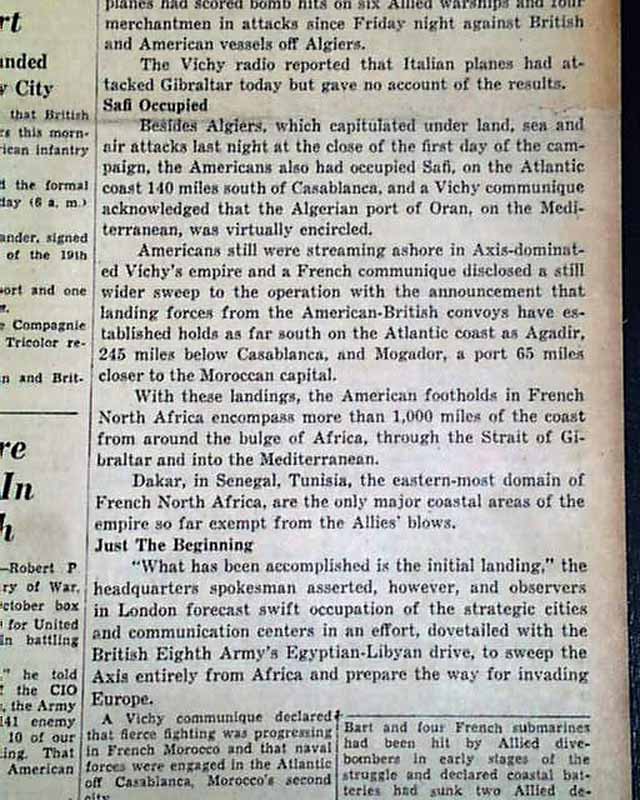 rt
unded
y City
that British
rs this morn-
rican infantry
d the formal
day (6 a. m.)
ander, signed
of the 19th
port and one
s.
e Compagnie
Tricolor re-
n and Brit-
re
In
h
—Robert P
ry of War,
ctober box
for United
in battling
," he told
f the CIO
, the Army
141 enemy
10 of our
ing. That
American
planes had scored bomb hits on six Allied warships and four
merchantmen in attacks since Friday night against British
and American vessels off Algiers.
The Vichy radio reported that Italian planes had at-
tacked Gibraltar today but gave no account of the results.
Safi Occupied
Besides Algiers, which capitulated under land, sea and
air attacks last night at the close of the first day of the cam-
paign, the Americans also had occupied Safi, on the Atlantic
coast 140 miles south of Casablanca, and a Vichy communique
acknowledged that the Algerian port of Oran, on the Medi-
terranean, was virtually encircled.
Americans still were streaming ashore in Axis-dominat-
ed Vichy's empire and a French communique disclosed a still
wider sweep to the operation with the announcement that
landing forces from the American-British convoys have es-
tablished holds as far south on the Atlantic coast as Agadir,
245 miles below Casablanca, and Mogador, a port 65 miles
closer to the Moroccan capital.
With these landings, the American footholds in French
North Africa encompass more than 1,000 miles of the coast
from around the bulge of Africa, through the Strait of Gi-
braltar and into the Mediterranean.
Dakar, in Senegal, Tunisia, the eastern-most domain of
French North Africa, are the only major coastal areas of the
empire so far exempt from the Allies' blows.
Just The Beginning
"What has been accomplished is the initial landing," the
headquarters spokesman asserted, however, and observers
in London forecast swift occupation of the strategic cities
and communication centers in an effort, dovetailed with the
British Eighth Army's Egyptian-Libyan drive, to sweep the
Axis entirely from Africa and prepare the way for invading
Europe.
A Vichy communique declared
that fierce fighting was progressing
in French Morocco and that naval
forces were engaged in the Atlantic
off Casablanca, Morocco's second
city.
Bart and four French submarines
had been hit by Allied dive-
bombers in early stages of the
struggle and declared coastal bat-
teries had sunk two Allied de-